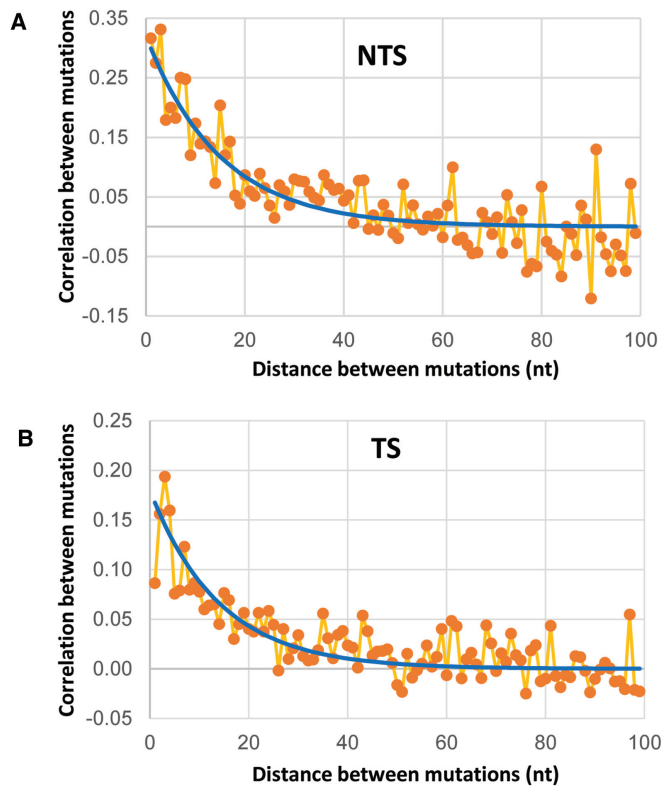 A
NTS
Correlation between mutations
0.35
0.25
0.15
0.05
-0.05
-0.15
0 20 40 60 80 100
Distance between mutations (nt)
B
TS
Correlation between mutations
0.25
0.20
0.15
0.10
0.05
0.00
-0.05
0 20 40 60 80 100
Distance between mutations (nt)